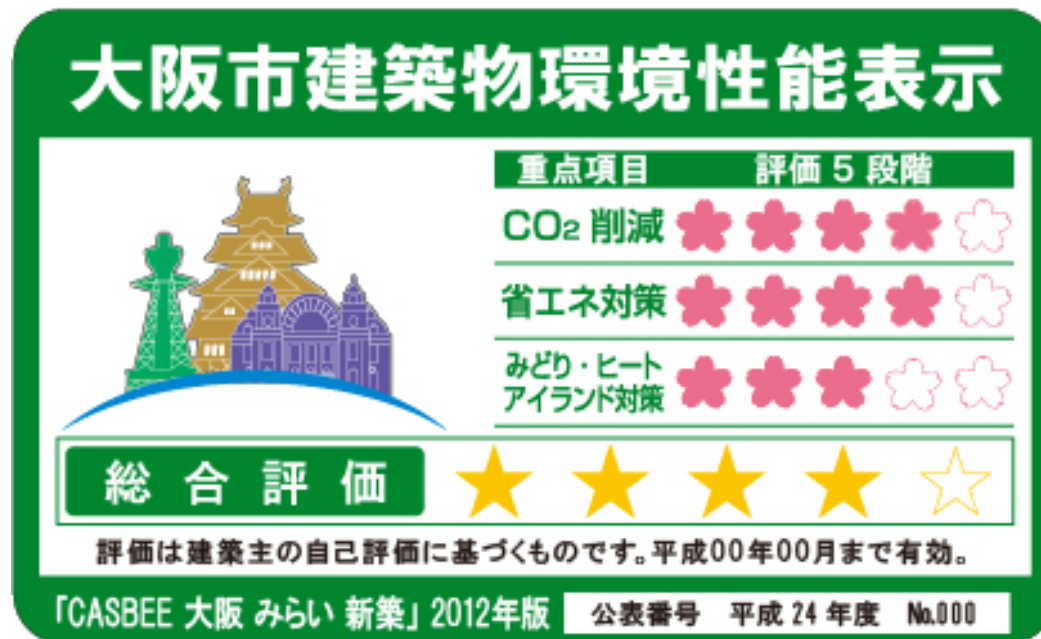 大阪市建築物環境性能表示
重点項目 評価 5 段階
CO₂ 削減
省エネ対策
みどり・ヒート
アイランド対策
総合評価
評価は建築主の自己評価に基づくものです。平成00年00月まで有効。
「CASBEE 大阪 みらい 新築」 2012年版 公表番号 平成 24 年度 №000